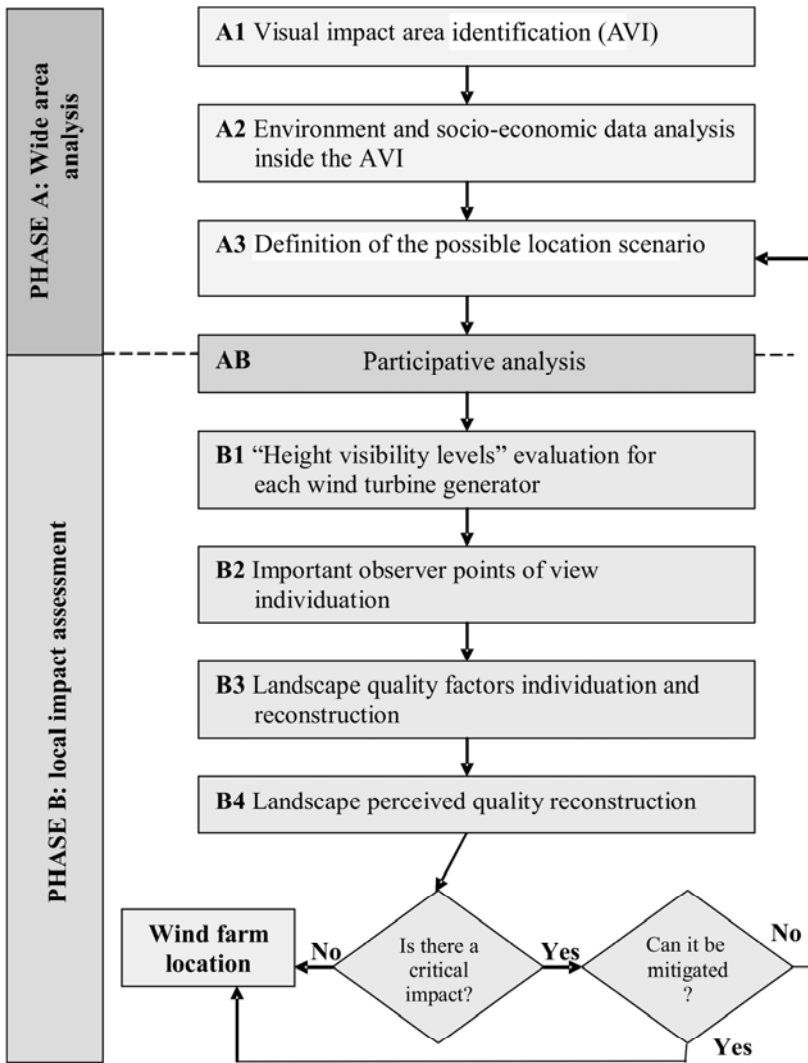 PHASE A: Wide area
analysis
A1 Visual impact area identification (AVI)
A2 Environment and socio-economic data analysis
inside the AVI
A3 Definition of the possible location scenario
AB Participative analysis
PHASE B: local impact assessment
B1 “Height visibility levels” evaluation for
each wind turbine generator
B2 Important observer points of view
individuation
B3 Landscape quality factors individuation and
reconstruction
B4 Landscape perceived quality reconstruction
Wind farm
location
No
Is there a
critical
impact?
Yes
Can it be
mitigated
?
No
Yes